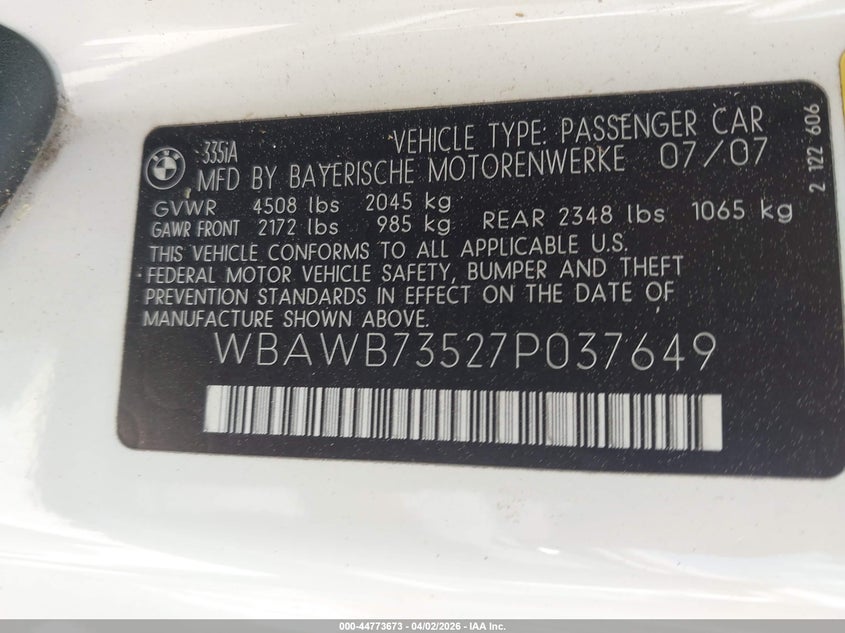 335iA
VEHICLE TYPE: PASSENGER CAR
MFD BY BAYERISCHE MOTORENWERKE 07/07
GVWR 4508 lbs 2045 kg
GAWR FRONT 2172 lbs 985 kg REAR 2348 lbs 1065 kg
THIS VEHICLE CONFORMS TO ALL APPLICABLE U.S.
FEDERAL MOTOR VEHICLE SAFETY, BUMPER AND THEFT
PREVENTION STANDARDS IN EFFECT ON THE DATE OF
MANUFACTURE SHOWN ABOVE.
WBAWB73527P037649
2 122 606
000-44773673 | 04/02/2026 - IAA Inc.